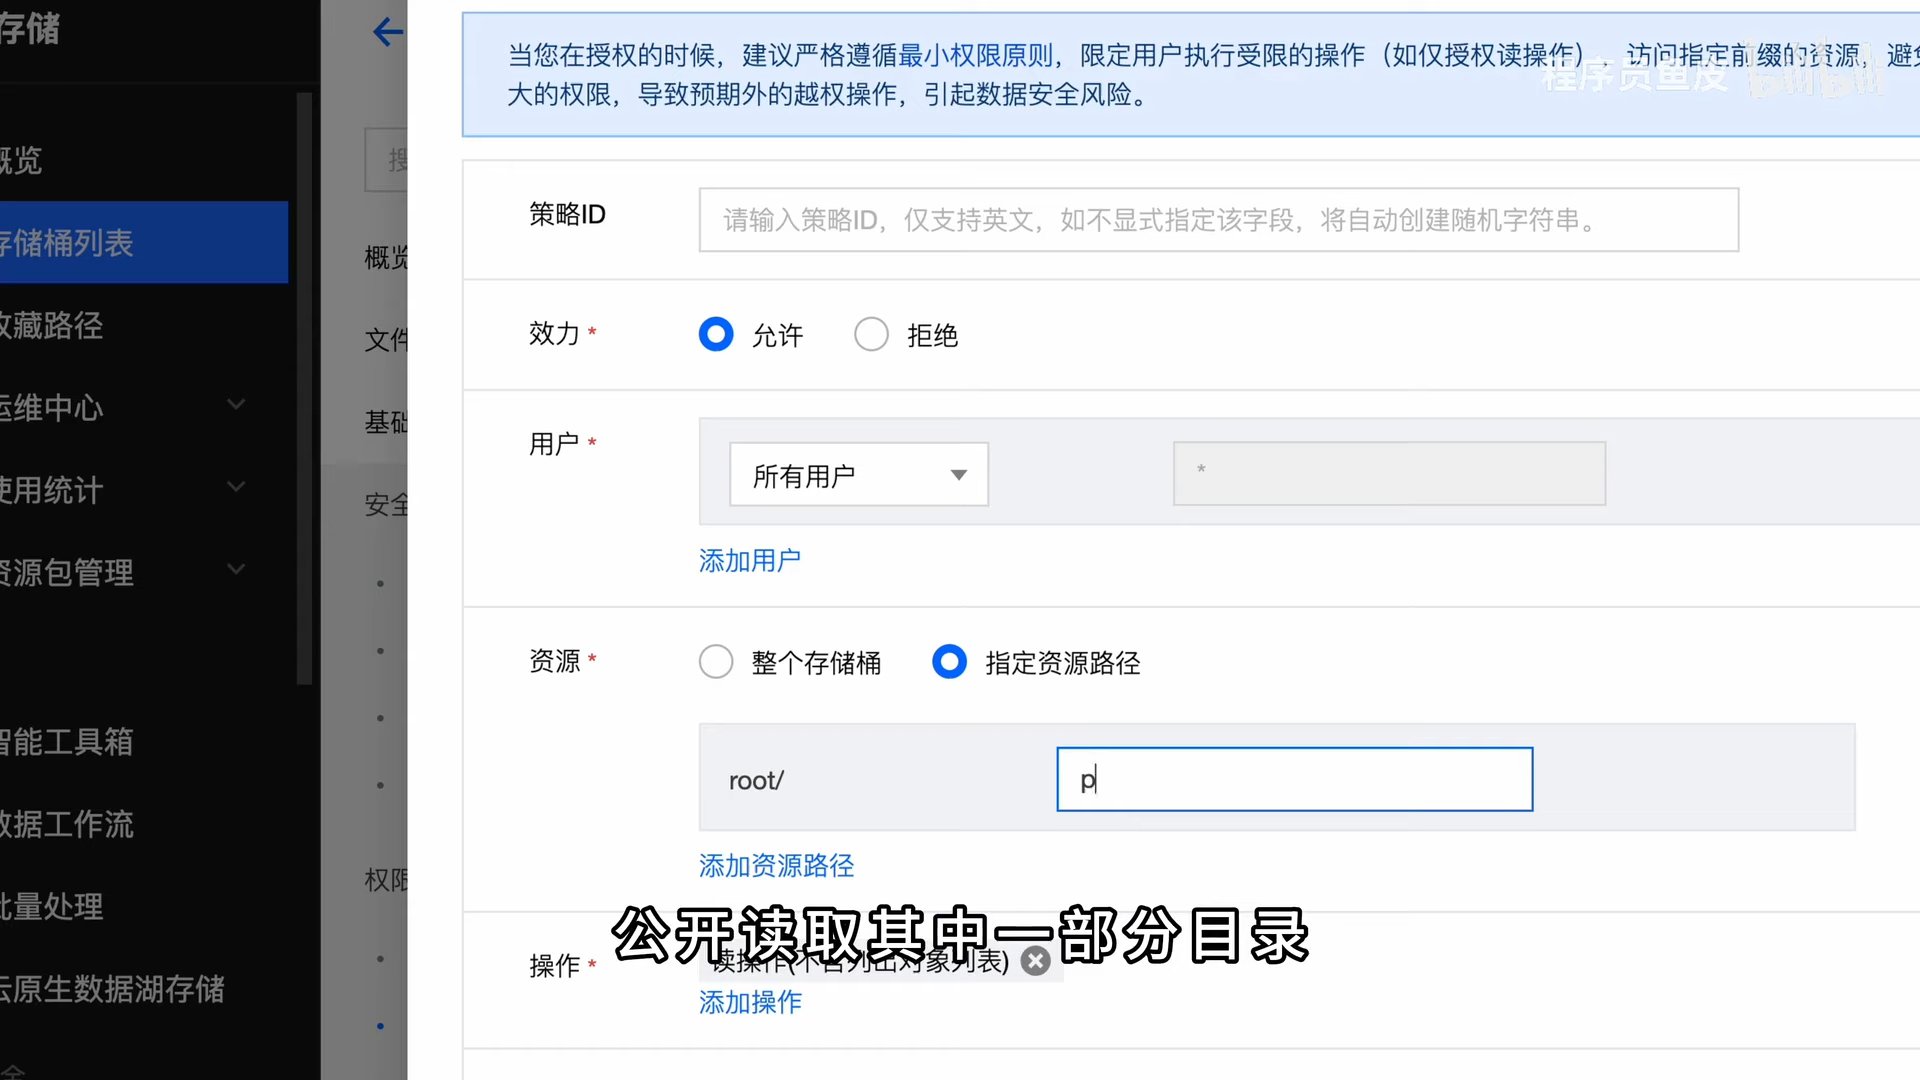 存储
概览
存储桶列表
收藏路径
运维中心
使用统计
资源包管理
智能工具箱
数据工作流
批量处理
云原生数据湖存储
搜
概览
文件
基础
安全
权限
当您在授权的时候，建议严格遵循最小权限原则，限定用户执行受限的操作（如仅授权读操作）、访问指定前缀的资源，避免
大的权限，导致预期外的越权操作，引起数据安全风险。
程序员鱼皮 bilibili
策略ID
请输入策略ID，仅支持英文，如不显式指定该字段，将自动创建随机字符串。
效力 *
允许
拒绝
用户 *
所有用户
*
添加用户
资源 *
整个存储桶
指定资源路径
root/
p
添加资源路径
公开读取其中一部分目录
操作 *
读操作(不含列出对象列表)
添加操作